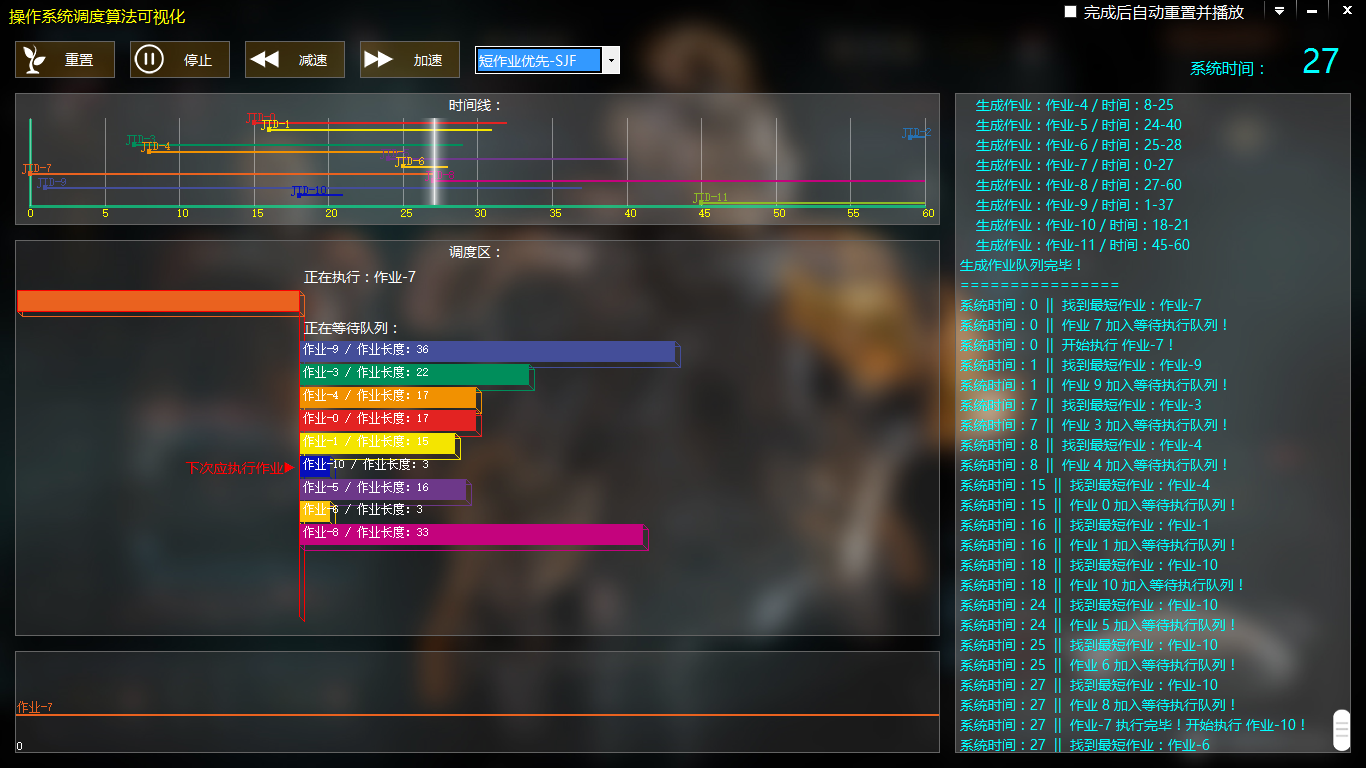 操作系统调度算法可视化
完成后自动重置并播放
重置
停止
减速
加速
短作业优先-SJF
系统时间：
27
时间线：
JID-1
JID-2
JID-3
JID-4
JID-6
JID-7
JID-9
JID-10
JID-11
0 5 10 15 20 25 30 35 40 45 50 55 60
调度区：
正在执行：作业-7
正在等待队列：
作业-9 / 作业长度：36
作业-3 / 作业长度：22
作业-4 / 作业长度：17
作业-0 / 作业长度：17
作业-1 / 作业长度：15
下次应执行作业▶
作业-10 / 作业长度：3
作业-5 / 作业长度：16
作业-6 / 作业长度：3
作业-8 / 作业长度：33
作业-7
0
生成作业：作业-4 / 时间：8-25
生成作业：作业-5 / 时间：24-40
生成作业：作业-6 / 时间：25-28
生成作业：作业-7 / 时间：0-27
生成作业：作业-8 / 时间：27-60
生成作业：作业-9 / 时间：1-37
生成作业：作业-10 / 时间：18-21
生成作业：作业-11 / 时间：45-60
生成作业队列完毕！
================
系统时间：0 || 找到最短作业：作业-7
系统时间：0 || 作业 7 加入等待执行队列！
系统时间：0 || 开始执行 作业-7！
系统时间：1 || 找到最短作业：作业-9
系统时间：1 || 作业 9 加入等待执行队列！
系统时间：7 || 找到最短作业：作业-3
系统时间：7 || 作业 3 加入等待执行队列！
系统时间：8 || 找到最短作业：作业-4
系统时间：8 || 作业 4 加入等待执行队列！
系统时间：15 || 找到最短作业：作业-4
系统时间：15 || 作业 0 加入等待执行队列！
系统时间：16 || 找到最短作业：作业-1
系统时间：16 || 作业 1 加入等待执行队列！
系统时间：18 || 找到最短作业：作业-10
系统时间：18 || 作业 10 加入等待执行队列！
系统时间：24 || 找到最短作业：作业-10
系统时间：24 || 作业 5 加入等待执行队列！
系统时间：25 || 找到最短作业：作业-10
系统时间：25 || 作业 6 加入等待执行队列！
系统时间：27 || 找到最短作业：作业-10
系统时间：27 || 作业 8 加入等待执行队列！
系统时间：27 || 作业-7 执行完毕！开始执行 作业-10！
系统时间：27 || 找到最短作业：作业-6